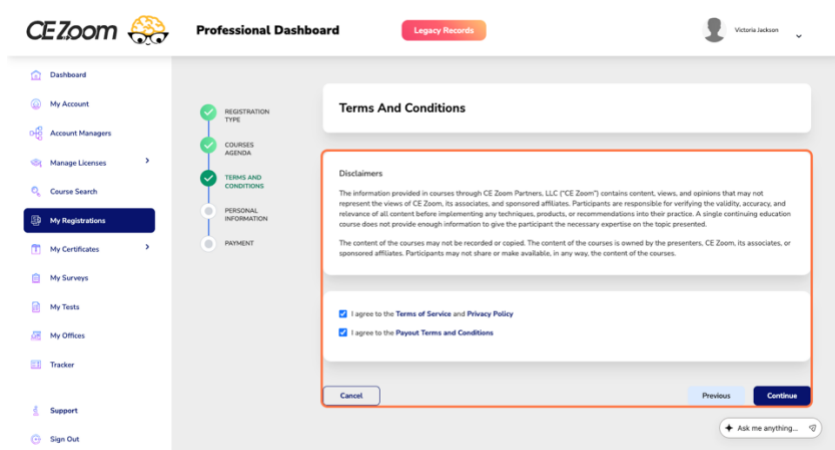 CE Zoom
Professional Dashboard
Legacy Records
Victoria Jackson
Dashboard
My Account
Account Managers
Manage Licenses
Course Search
My Registrations
My Certificates
My Surveys
My Tests
My Offices
Tracker
Support
Sign Out
REGISTRATION
TYPE
COURSES
AGENDA
TERMS AND
CONDITIONS
PERSONAL
INFORMATION
PAYMENT
Terms And Conditions
Disclaimers
The information provided in courses through CE Zoom Partners, LLC ("CE Zoom") contains content, views, and opinions that may not
represent the views of CE Zoom, its associates, and sponsored affiliates. Participants are responsible for verifying the validity, accuracy, and
relevance of all content before implementing any techniques, products, or recommendations into their practice. A single continuing education
course does not provide enough information to give the participant the necessary expertise on the topic presented.
The content of the courses may not be recorded or copied. The content of the courses is owned by the presenters, CE Zoom, its associates, or
sponsored affiliates. Participants may not share or make available, in any way, the content of the courses.
I agree to the Terms of Service and Privacy Policy
I agree to the Payout Terms and Conditions
Cancel
Previous
Continue
Ask me anything...